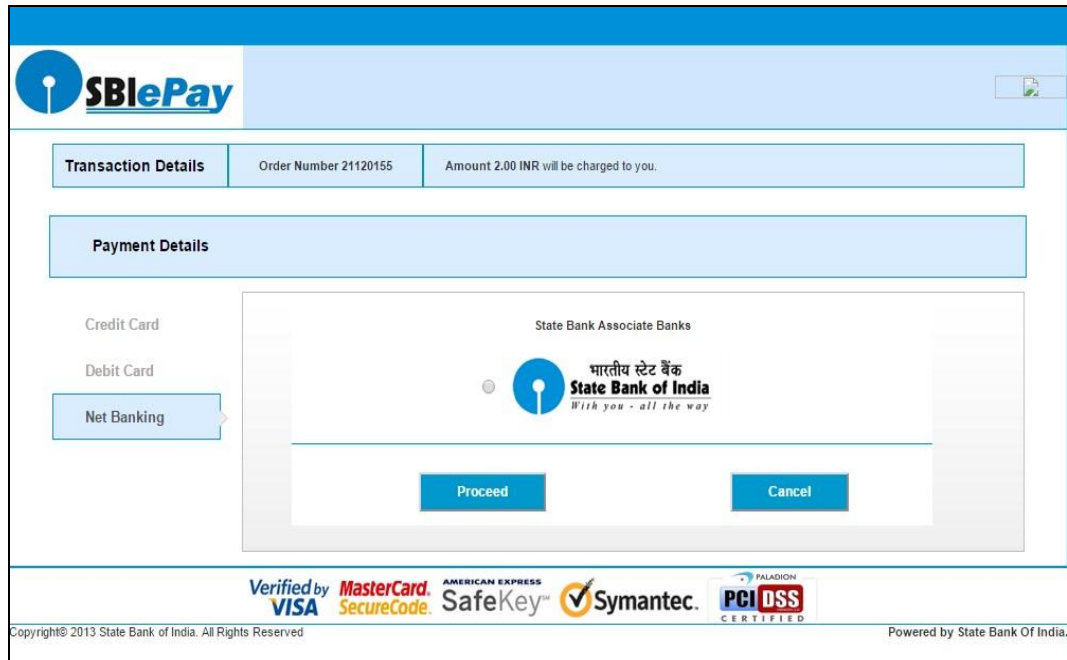 SBIePay
Transaction Details Order Number 21120155 Amount 2.00 INR will be charged to you.
Payment Details
Credit Card
Debit Card
Net Banking
State Bank Associate Banks
भारतीय स्टेट बैंक
State Bank of India
With you - all the way
Proceed Cancel
Verified by VISA
MasterCard. SecureCode.
AMERICAN EXPRESS
SafeKey™
Symantec.
PALADION
PCI DSS
CERTIFIED
Copyright© 2013 State Bank of India. All Rights Reserved Powered by State Bank Of India.